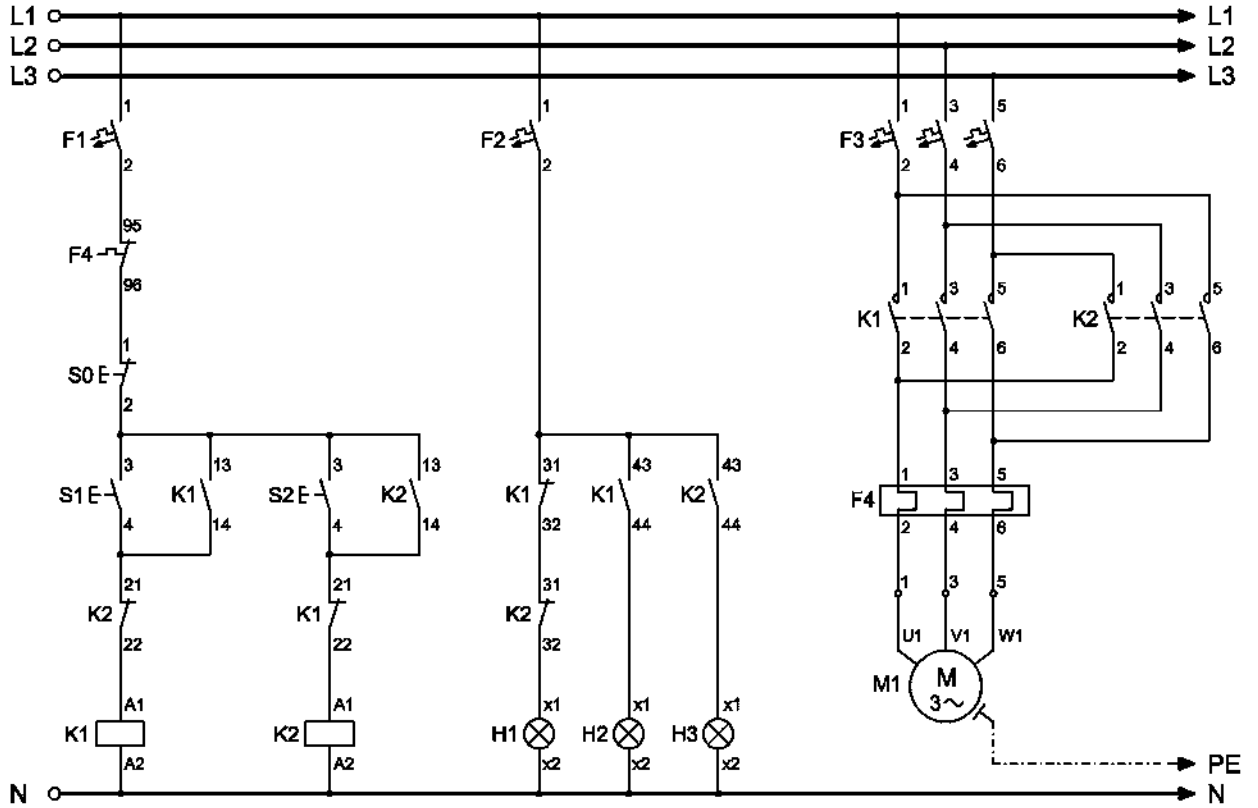 L1 L1
L2 L2
L3 L3
1 1 1 3 5
F1 F2 F3
2 2 2 4 6
95
F4
96
1 3 5 1 3 5
K1 K2
2 4 6 2 4 6
1
S0
2
3 13 3 13 31 43 43 1 3 5
S1 K1 S2 K2 K1 K1 K2 F4
4 14 4 14 32 44 44 2 4 6
21 21 31 1 3 5
K2 K1 K2
22 22 32 U1 V1 W1
M1 M
3~
A1 A1 x1 x1 x1
K1 K2 H1 H2 H3
A2 A2 x2 x2 x2
PE
N N